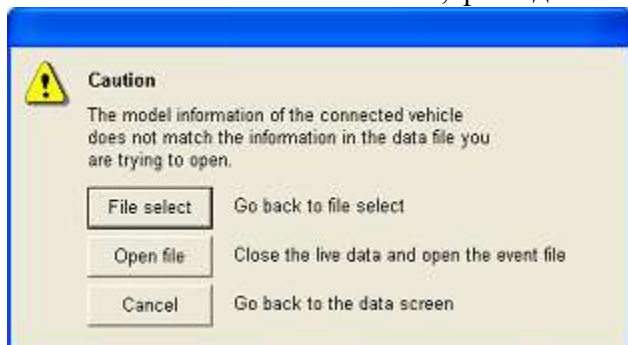 Caution
The model information of the connected vehicle
does not match the information in the data file you
are trying to open.
File select Go back to file select
Open file Close the live data and open the event file
Cancel Go back to the data screen